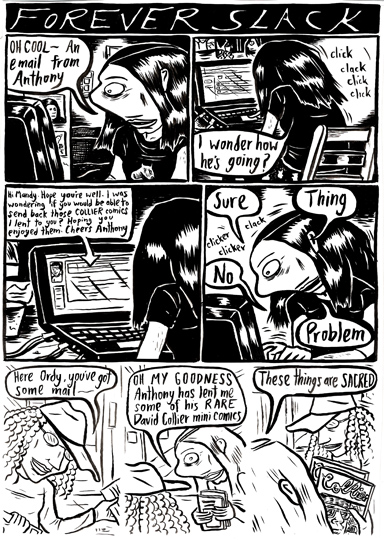 FOREVER SLACK
OH COOL~ An
email from
Anthony
click
clack
click
click
I wonder how
he's going?
Hi Mandy. Hope you're well. I was
wondering if you would be able to
send back those COLLIER comics
I lent to you? Hoping you
enjoyed them. Cheers Anthony
Sure
Thing
clack
clicker
clicker
No
Problem
Here Ordy, you've got
some mail
OH MY GOODNESS
Anthony has lent me
some of his RARE
David Collier mini comics
These things are SACRED